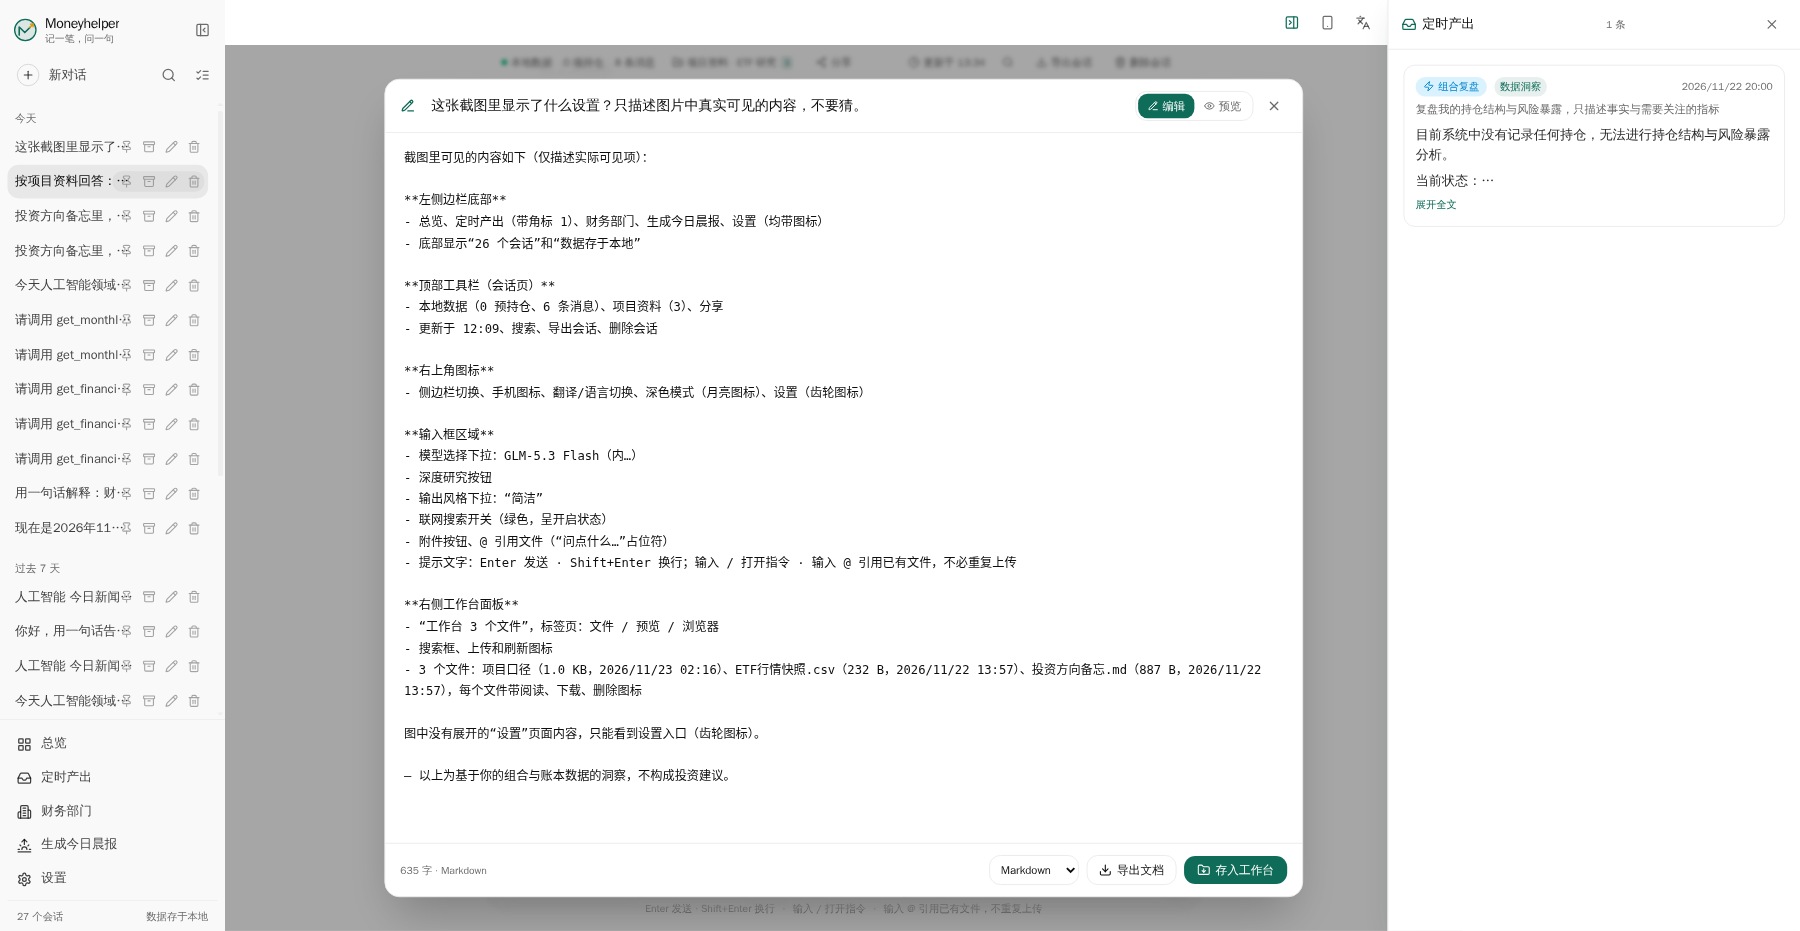 Moneyhelper
记一笔，问一句
新对话
今天
这张截图里显示了…
按项目资料回答：…
投资方向备忘里，…
投资方向备忘里，…
今天人工智能领域…
请调用 get_monthl…
请调用 get_monthl…
请调用 get_financi…
请调用 get_financi…
请调用 get_financi…
用一句话解释：财…
现在是2026年11…
过去 7 天
人工智能 今日新闻…
你好，用一句话告…
人工智能 今日新闻…
今天人工智能领域…
总览
定时产出
财务部门
生成今日晨报
设置
27 个会话
数据存于本地
这张截图里显示了什么设置？只描述图片中真实可见的内容，不要猜。
编辑
预览
截图里可见的内容如下（仅描述实际可见项）：
**左侧边栏底部**
- 总览、定时产出（带角标 1）、财务部门、生成今日晨报、设置（均带图标）
- 底部显示“26 个会话”和“数据存于本地”
**顶部工具栏（会话页）**
- 本地数据（0 预持仓、6 条消息）、项目资料（3）、分享
- 更新于 12:09、搜索、导出会话、删除会话
**右上角图标**
- 侧边栏切换、手机图标、翻译/语言切换、深色模式（月亮图标）、设置（齿轮图标）
**输入框区域**
- 模型选择下拉：GLM-5.3 Flash（内…）
- 深度研究按钮
- 输出风格下拉：“简洁”
- 联网搜索开关（绿色，呈开启状态）
- 附件按钮、@ 引用文件（“问点什么…”占位符）
- 提示文字：Enter 发送 · Shift+Enter 换行；输入 / 打开指令 · 输入 @ 引用已有文件，不必重复上传
**右侧工作台面板**
- “工作台 3 个文件”，标签页：文件 / 预览 / 浏览器
- 搜索框、上传和刷新图标
- 3 个文件：项目口径（1.0 KB，2026/11/23 02:16）、ETF行情快照.csv（232 B，2026/11/22 13:57）、投资方向备忘.md（887 B，2026/11/22
13:57），每个文件带阅读、下载、删除图标
图中没有展开的“设置”页面内容，只能看到设置入口（齿轮图标）。
— 以上为基于你的组合与账本数据的洞察，不构成投资建议。
635 字 · Markdown
Markdown
导出文档
存入工作台
Enter 发送 · Shift+Enter 换行 · 输入 / 打开指令 · 输入 @ 引用已有文件，不重复上传
定时产出
1 条
组合复盘
数据洞察
2026/11/22 20:00
复盘我的持仓结构与风险暴露，只描述事实与需要关注的指标
目前系统中没有记录任何持仓，无法进行持仓结构与风险暴露
分析。
当前状态：…
展开全文